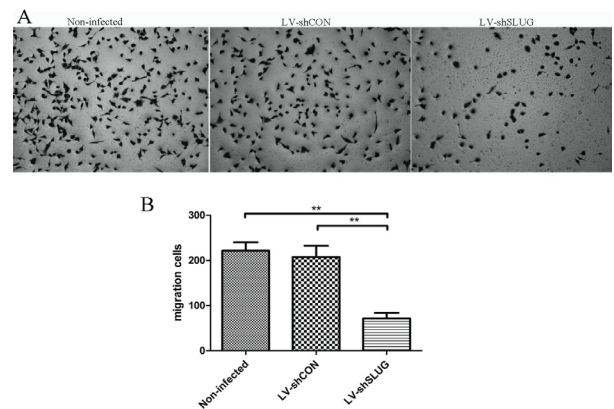 A
Non-infected
LV-shCON
LV-shSLUG
B
**
**
300
200
100
0
migration cells
Non-infected
LV-shCON
LV-shSLUG